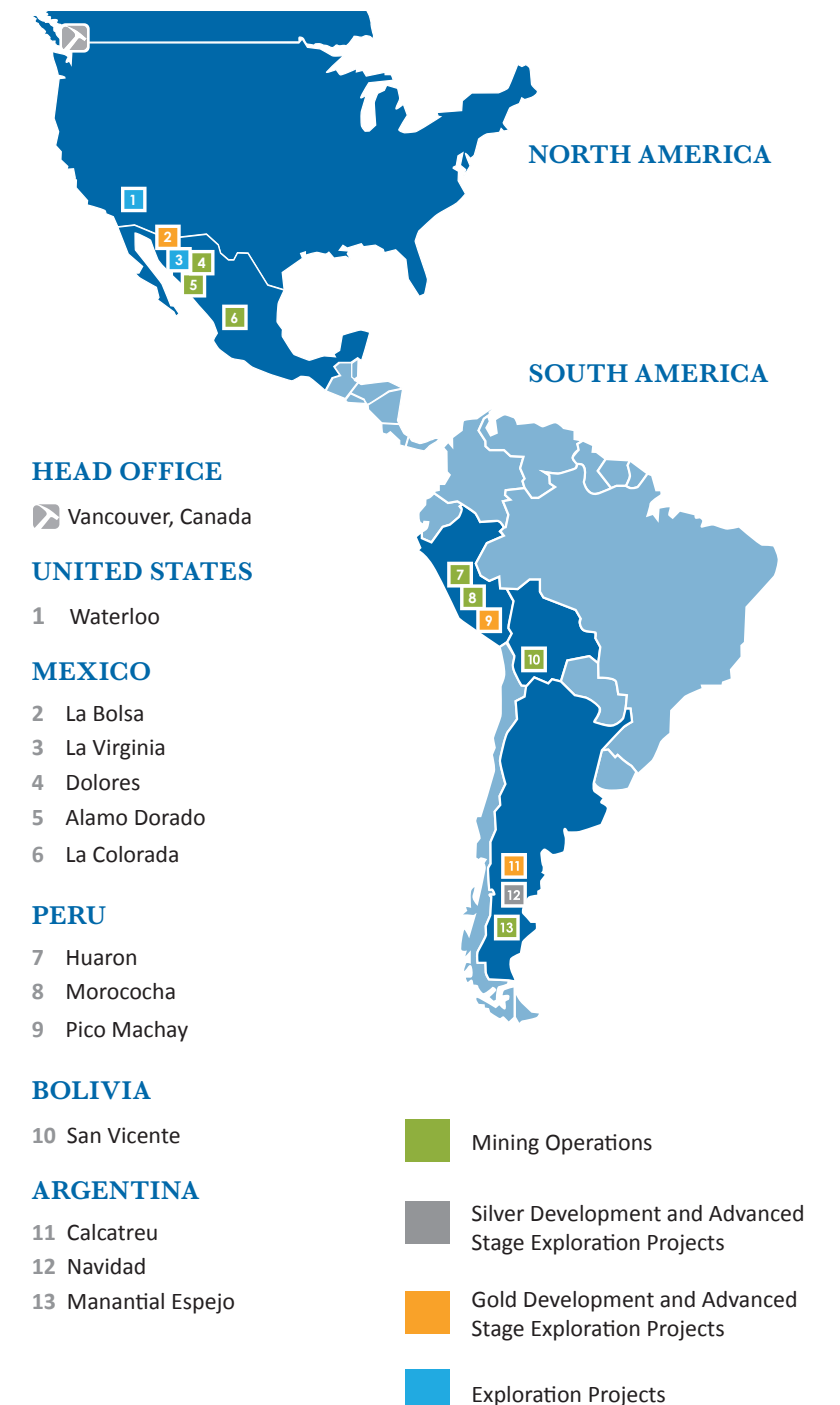 NORTH AMERICA
1
2
3
4
5
6
SOUTH AMERICA
7
8
9
10
11
12
13
HEAD OFFICE
Vancouver, Canada
UNITED STATES
1 Waterloo
MEXICO
2 La Bolsa
3 La Virginia
4 Dolores
5 Alamo Dorado
6 La Colorada
PERU
7 Huaron
8 Morococha
9 Pico Machay
BOLIVIA
10 San Vicente
ARGENTINA
11 Calcatreu
12 Navidad
13 Manantial Espejo
Mining Operations
Silver Development and Advanced
Stage Exploration Projects
Gold Development and Advanced
Stage Exploration Projects
Exploration Projects